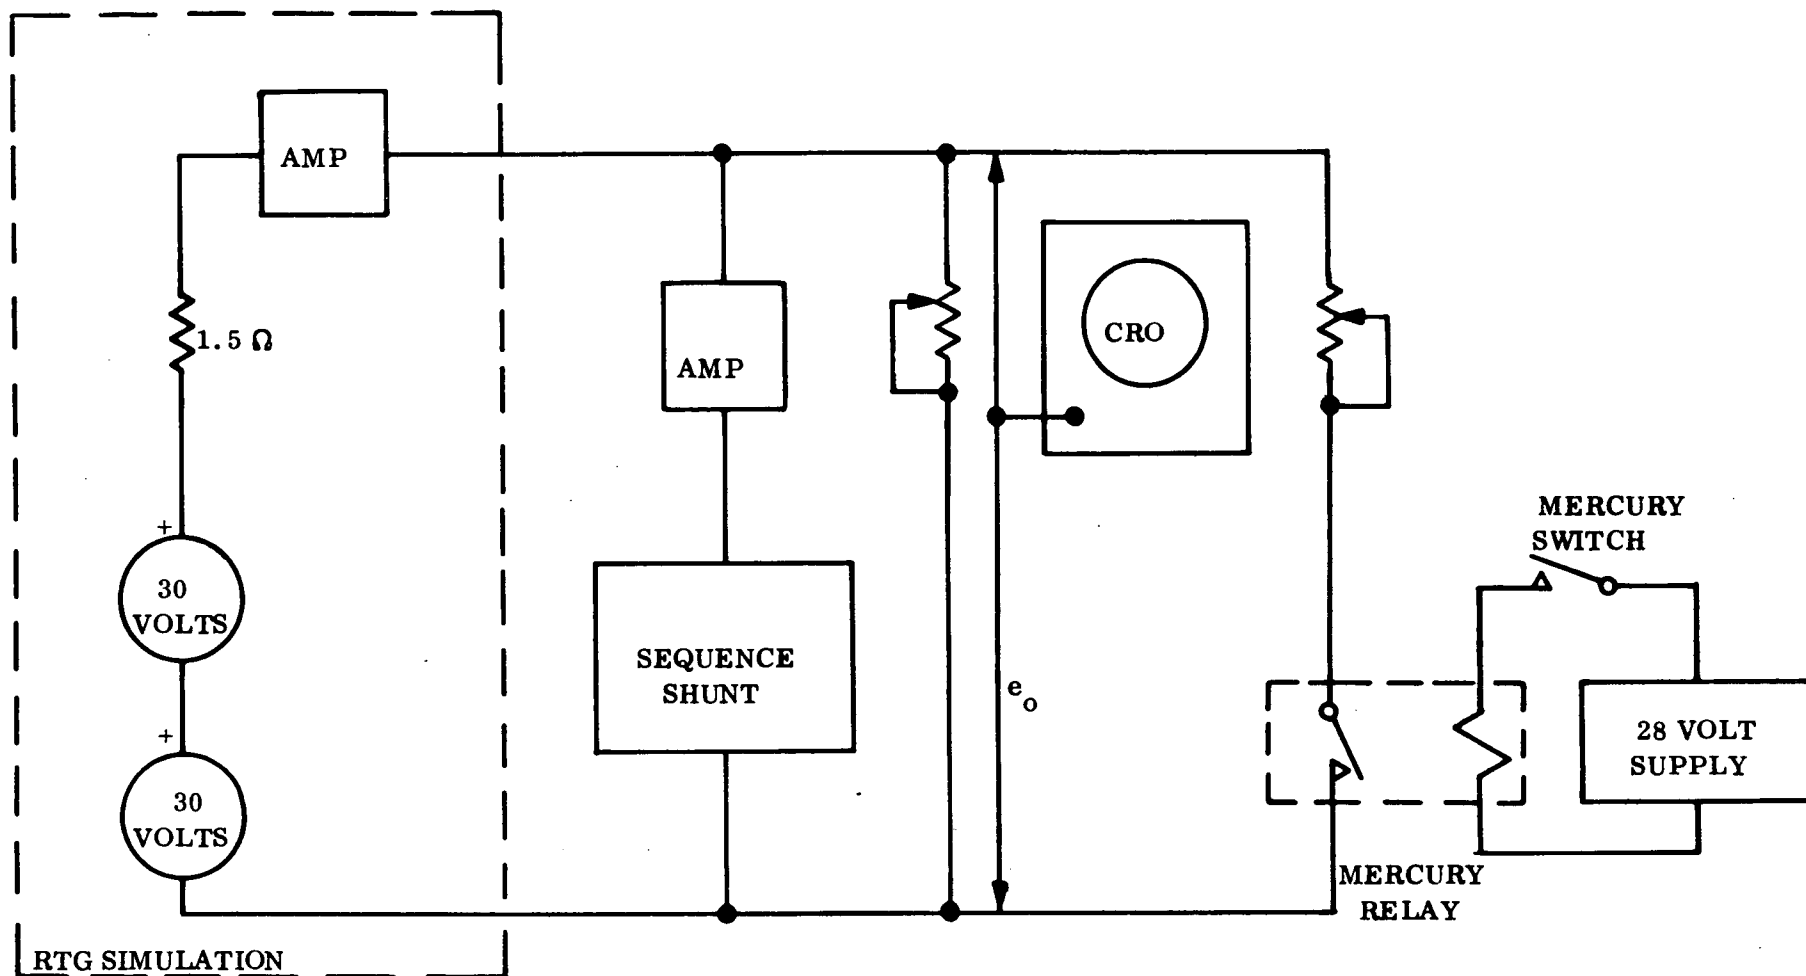 AMP
1.5 Ω
+
30
VOLTS
+
30
VOLTS
RTG SIMULATION
AMP
SEQUENCE
SHUNT
CRO
e_o
MERCURY
SWITCH
28 VOLT
SUPPLY
MERCURY
RELAY